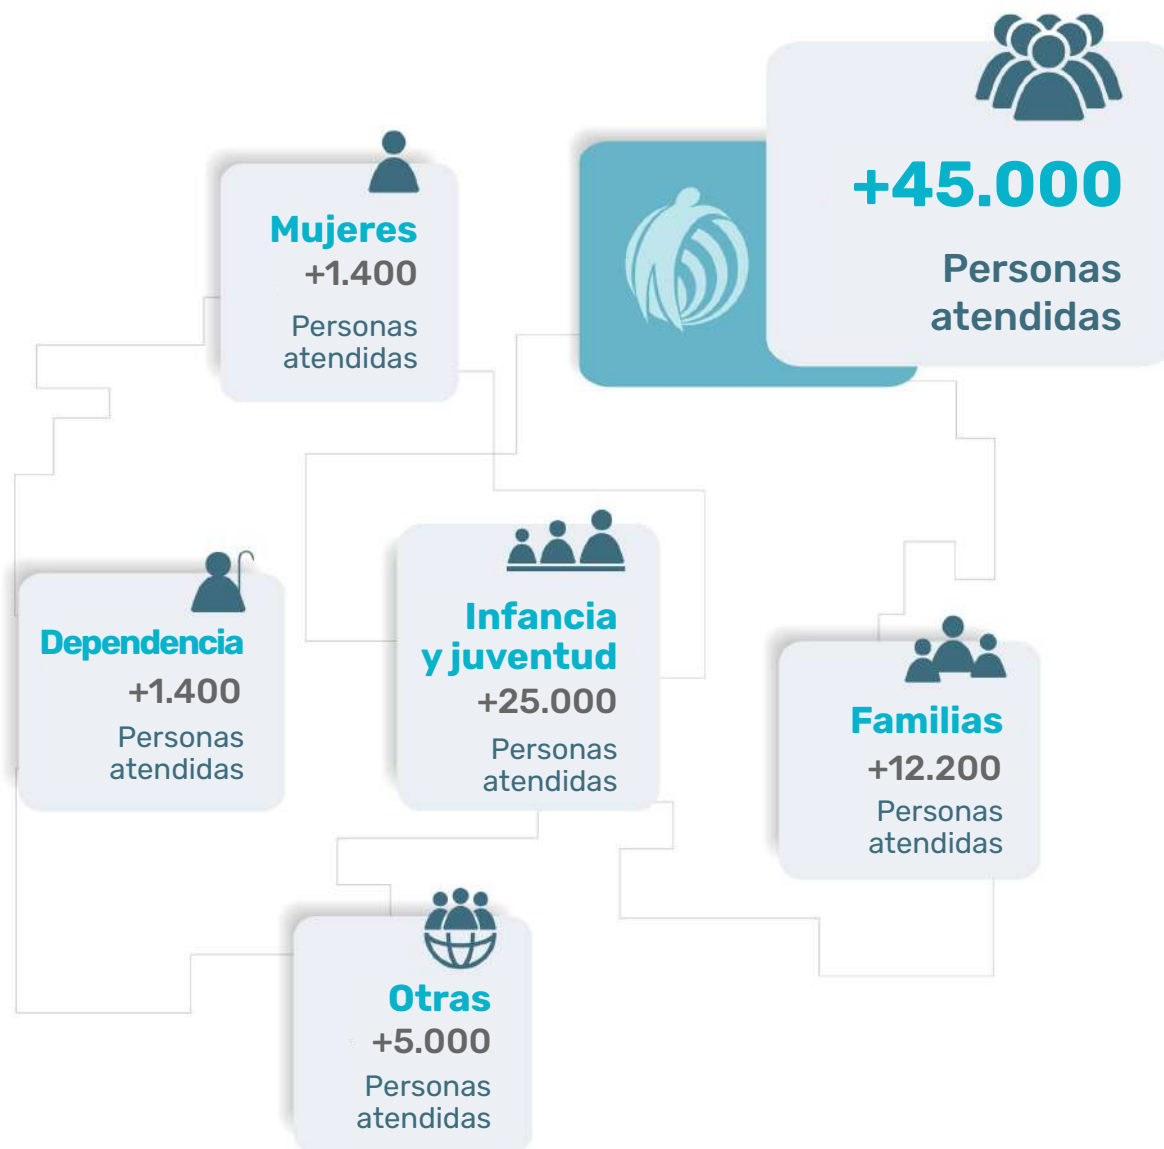 +45.000
Personas
atendidas
Mujeres
+1.400
Personas
atendidas
Dependencia
+1.400
Personas
atendidas
Infancia
y juventud
+25.000
Personas
atendidas
Familias
+12.200
Personas
atendidas
Otras
+5.000
Personas
atendidas